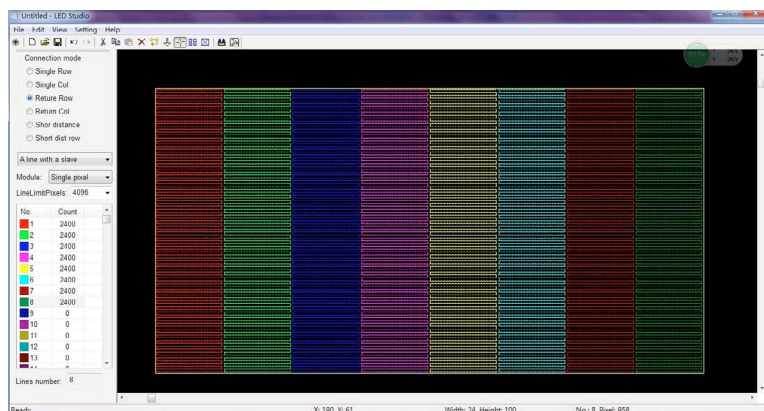 Untitled - LED Studio
File Edit View Setting Help
Connection mode
Single Row
Single Col
Reture Row
Return Col
Shor distance
Short dist row
A line with a slave
Module: Single pixel
LineLimitPixels: 4096
No. Count
1 2400
2 2400
3 2400
4 2400
5 2400
6 2400
7 2400
8 2400
9 0
10 0
11 0
12 0
13 0
Lines number: 8
Ready X: 190, Y: 61 Width: 24, Height: 100 No.: 8, Pixel: 958